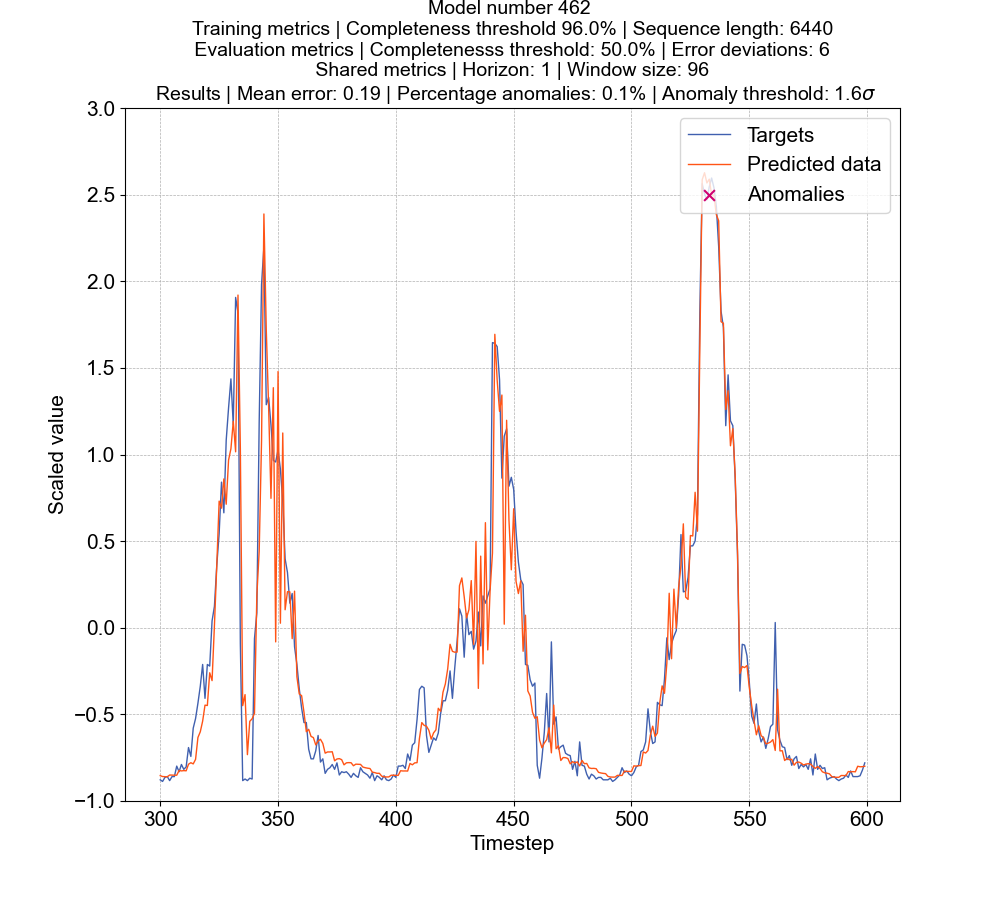 Model number 462
Training metrics | Completeness threshold 96.0% | Sequence length: 6440
Evaluation metrics | Completenesss threshold: 50.0% | Error deviations: 6
Shared metrics | Horizon: 1 | Window size: 96
Results | Mean error: 0.19 | Percentage anomalies: 0.1% | Anomaly threshold: 1.6σ
3.0
2.5
2.0
1.5
1.0
0.5
0.0
−0.5
−1.0
Scaled value
Targets
Predicted data
Anomalies
300 350 400 450 500 550 600
Timestep